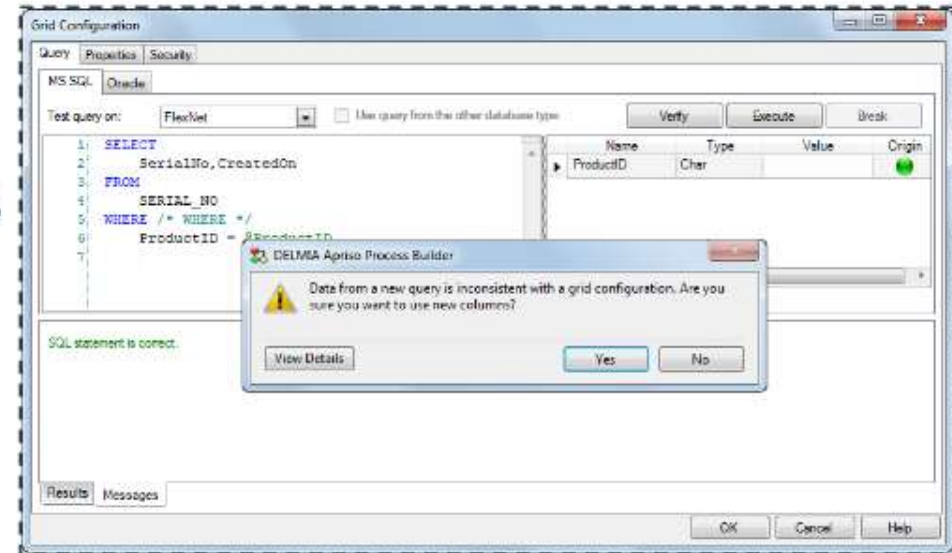 Grid Configuration
Query Properties Security
MS SQL Oracle
Test query on: FlexNet Use query from the other database type Verify Execute Break
1 SELECT
2 SerialNo,CreatedOn
3 FROM
4 SERIAL_NO
5 WHERE /* WHERE */
6 ProductID =
7
Name Type Value Origin
ProductID Char
DELMIA Apriso Process Builder
Data from a new query is inconsistent with a grid configuration. Are you
sure you want to use new columns?
View Details Yes No
SQL statement is correct.
Results Messages
OK Cancel Help